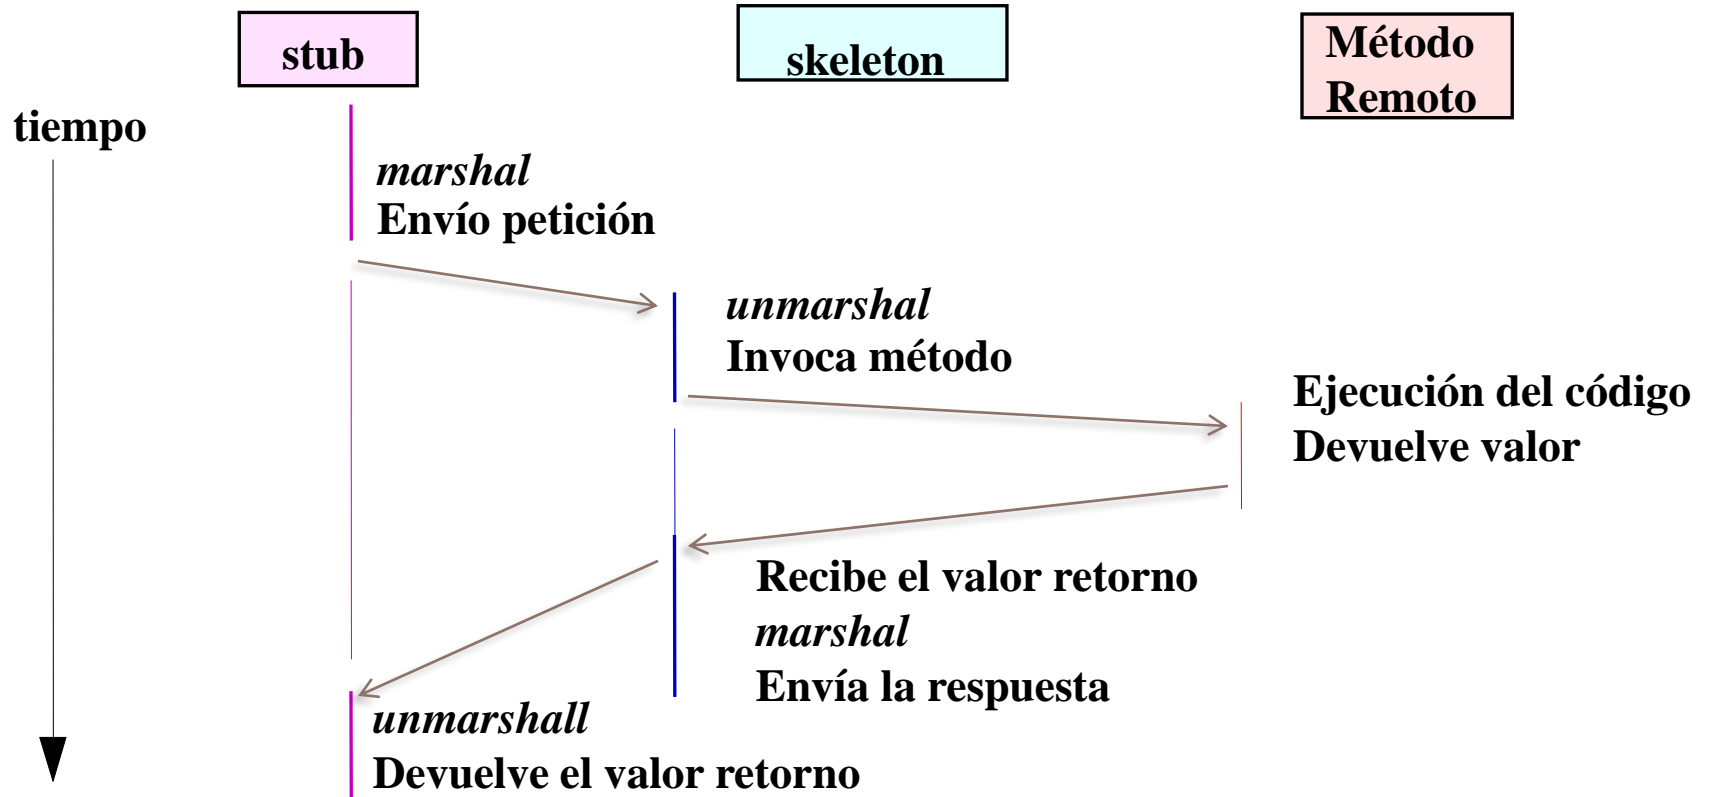 stub
skeleton
Método
Remoto
tiempo
marshal
Envío petición
unmarshal
Invoca método
Ejecución del código
Devuelve valor
Recibe el valor retorno
marshal
Envía la respuesta
unmarshall
Devuelve el valor retorno